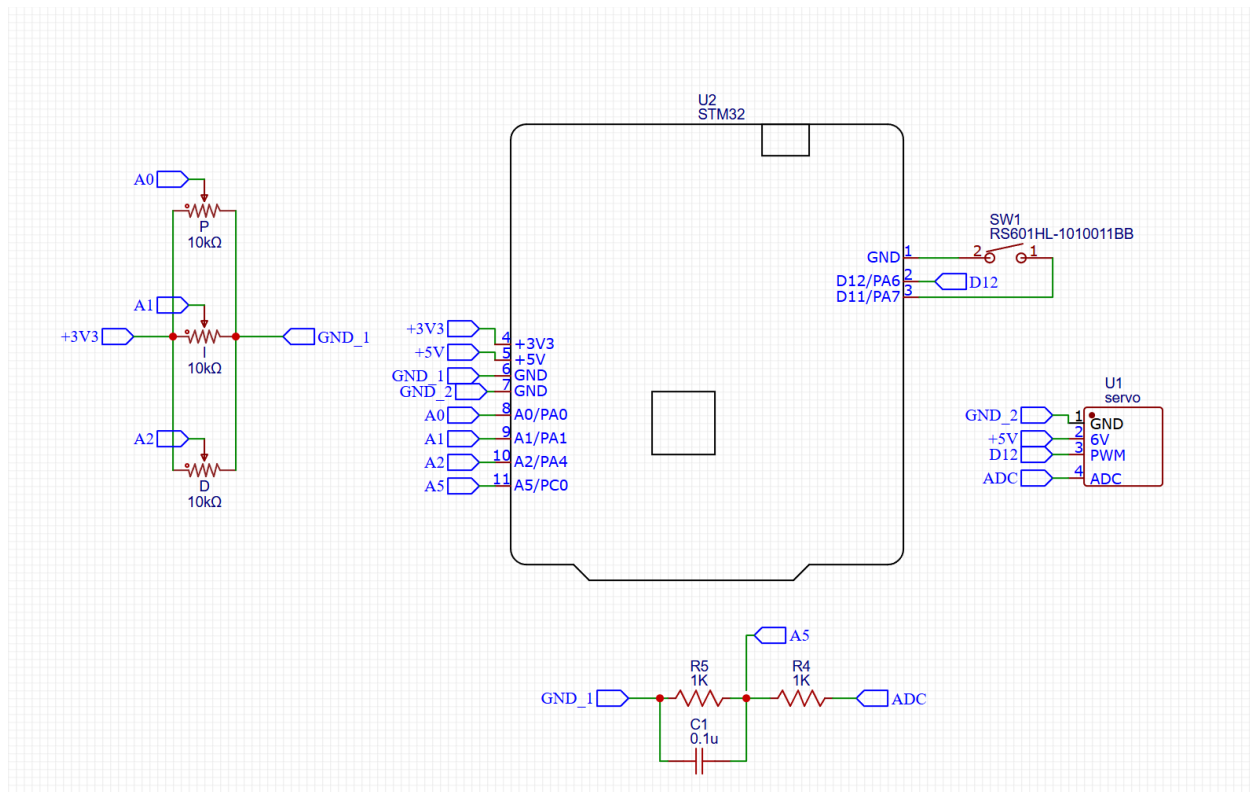 U2
STM32
A0
P
10kΩ
A1
+3V3
GND_1
I
10kΩ
A2
D
10kΩ
SW1
RS601HL-1010011BB
GND 1
2 1
D12/PA6 2
D12
D11/PA7 3
+3V3 4 +3V3
+5V 5 +5V
GND_1 6 GND
GND_2 7 GND
A0 8 A0/PA0
A1 9 A1/PA1
A2 10 A2/PA4
A5 11 A5/PC0
U1
servo
GND_2 1 GND
+5V 2 6V
D12 3 PWM
ADC 4 ADC
A5
R5
1K
R4
1K
GND_1
ADC
C1
0.1u